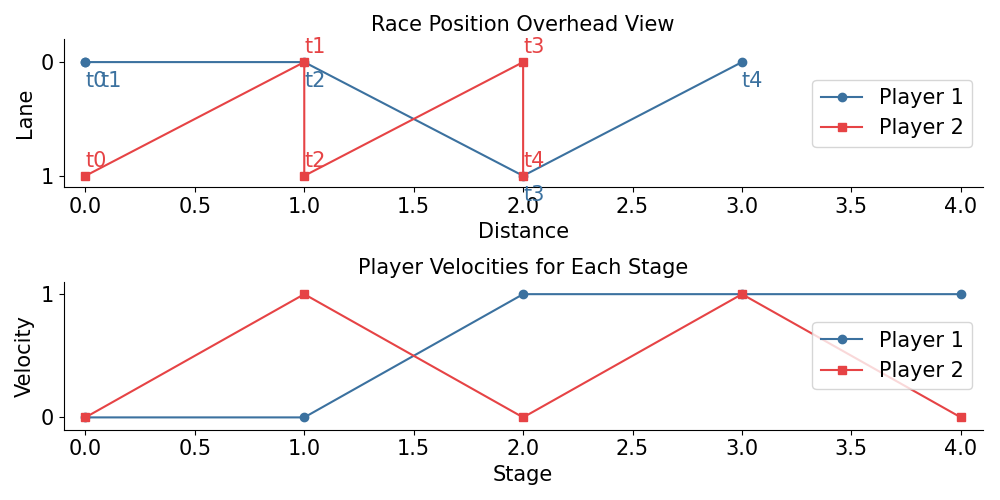 Race Position Overhead View
t1
t3
0
t0
t1
t2
t4
Player 1
Player 2
Lane
t0
t2
t4
1
t3
0.0 0.5 1.0 1.5 2.0 2.5 3.0 3.5 4.0
Distance
Player Velocities for Each Stage
1
Velocity
Player 1
Player 2
0
0.0 0.5 1.0 1.5 2.0 2.5 3.0 3.5 4.0
Stage